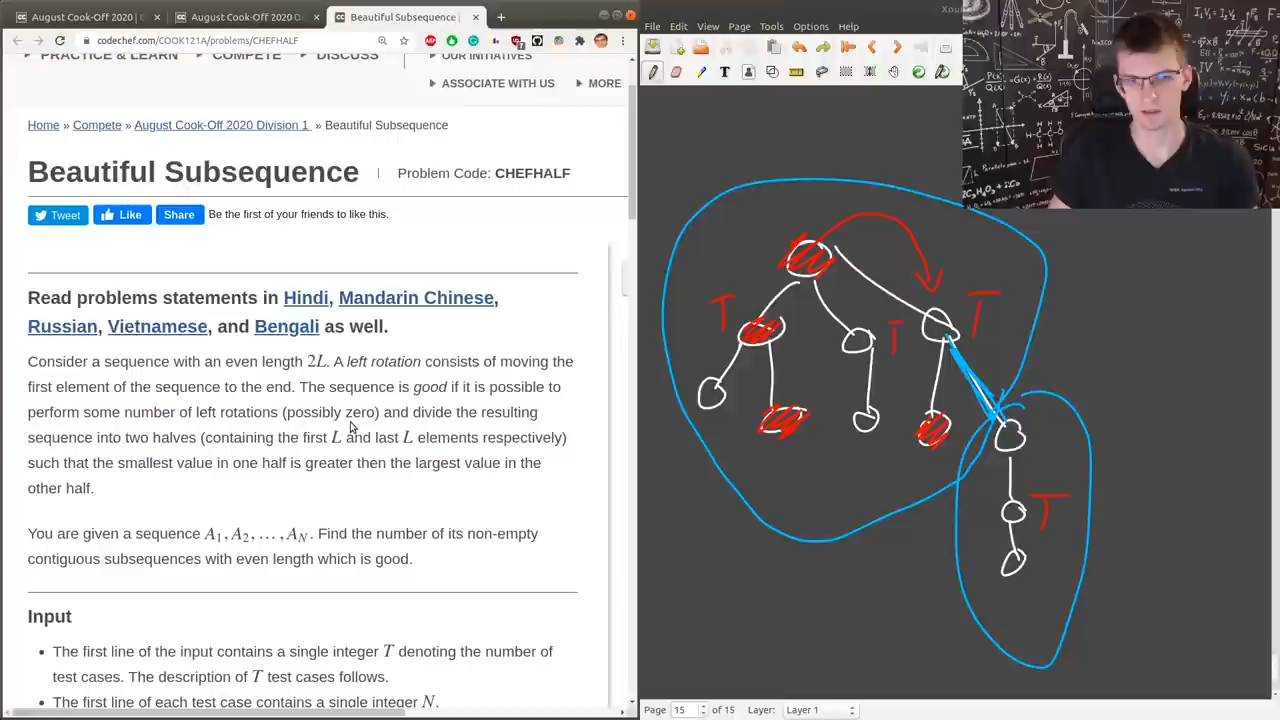 August Cook-Off 2020 |
August Cook-Off 2020 D
Beautiful Subsequence |
codechef.com/COOK121A/problems/CHEFHALF
PRACTICE & LEARN
COMPETE
DISCUSS
OUR INITIATIVES
ASSOCIATE WITH US
MORE
Home » Compete » August Cook-Off 2020 Division 1 » Beautiful Subsequence
Beautiful Subsequence
Problem Code: CHEFHALF
Tweet
Like
Share
Be the first of your friends to like this.
Read problems statements in Hindi, Mandarin Chinese,
Russian, Vietnamese, and Bengali as well.
Consider a sequence with an even length 2L. A left rotation consists of moving the
first element of the sequence to the end. The sequence is good if it is possible to
perform some number of left rotations (possibly zero) and divide the resulting
sequence into two halves (containing the first L and last L elements respectively)
such that the smallest value in one half is greater then the largest value in the
other half.
You are given a sequence A1, A2, …, AN. Find the number of its non-empty
contiguous subsequences with even length which is good.
Input
• The first line of the input contains a single integer T denoting the number of
test cases. The description of T test cases follows.
• The first line of each test case contains a single integer N.
Xou
File Edit View Tools Page Options Help
T
T
T
T
Page 15 of 15 Layer: Layer 1